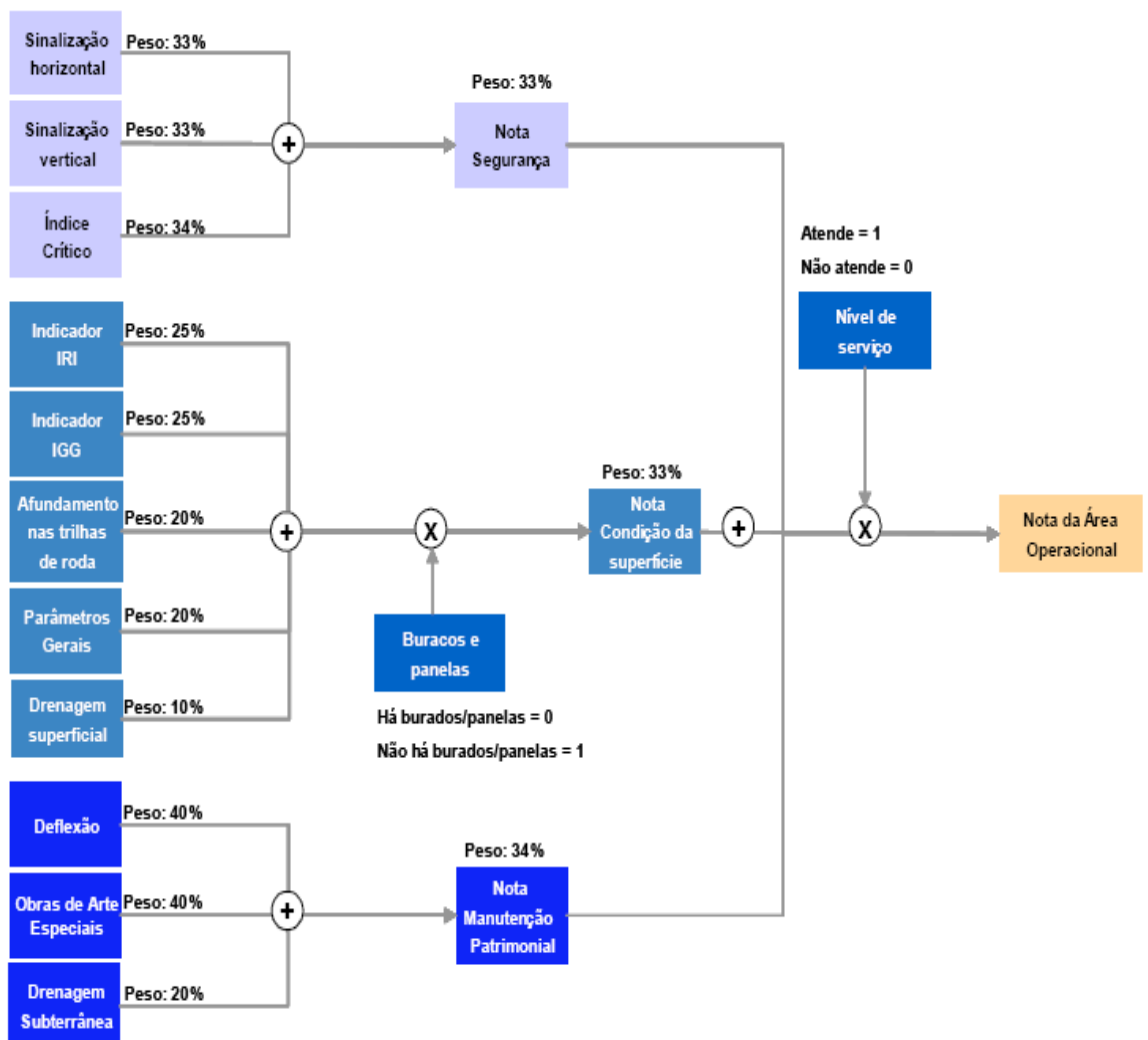 Sinalização
horizontal
Peso: 33%
Sinalização
vertical
Peso: 33%
Índice
Crítico
Peso: 34%
+
Peso: 33%
Nota
Segurança
Atende = 1
Não atende = 0
Nível de
serviço
Indicador
IRI
Peso: 25%
Indicador
IGG
Peso: 25%
Afundamento
nas trilhas
de roda
Peso: 20%
Parâmetros
Gerais
Peso: 20%
Drenagem
superficial
Peso: 10%
+
X
Buracos e
panelas
Há burados/panelas = 0
Não há burados/panelas = 1
Peso: 33%
Nota
Condição da
superfície
+
X
Nota da Área
Operacional
Deflexão
Peso: 40%
Obras de Arte
Especiais
Peso: 40%
Drenagem
Subterrânea
Peso: 20%
+
Peso: 34%
Nota
Manutenção
Patrimonial